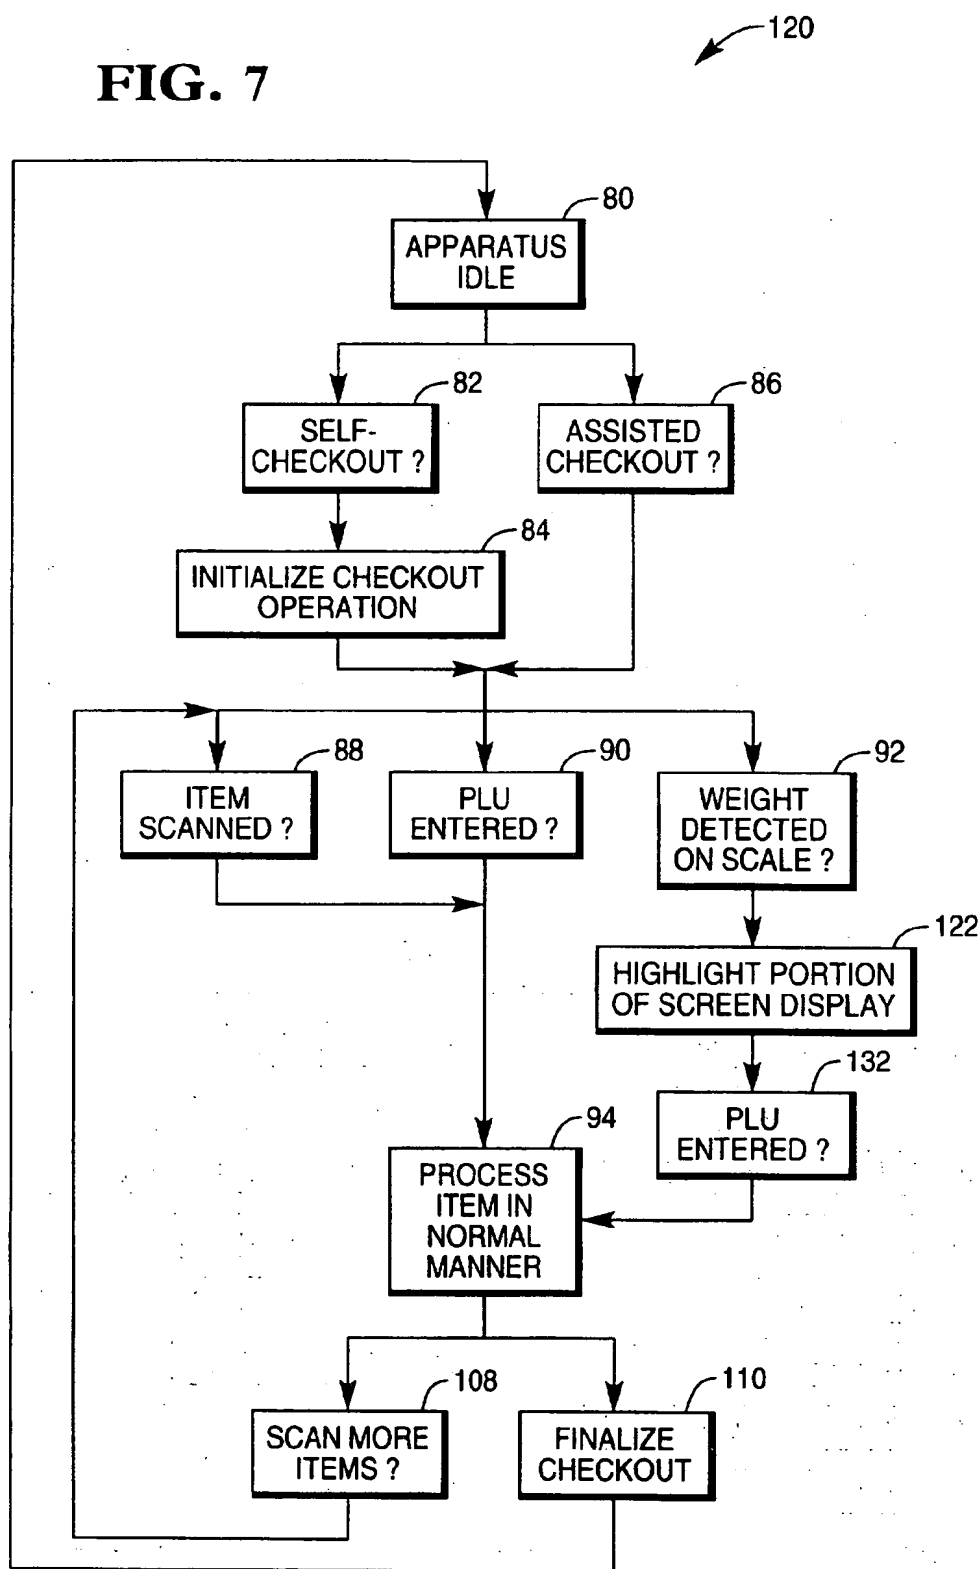 120
FIG. 7
80
APPARATUS
IDLE
82
SELF-
CHECKOUT ?
86
ASSISTED
CHECKOUT ?
84
INITIALIZE CHECKOUT
OPERATION
88
ITEM
SCANNED ?
90
PLU
ENTERED ?
92
WEIGHT
DETECTED
ON SCALE ?
122
HIGHLIGHT PORTION
OF SCREEN DISPLAY
132
PLU
ENTERED ?
94
PROCESS
ITEM IN
NORMAL
MANNER
108
SCAN MORE
ITEMS ?
110
FINALIZE
CHECKOUT